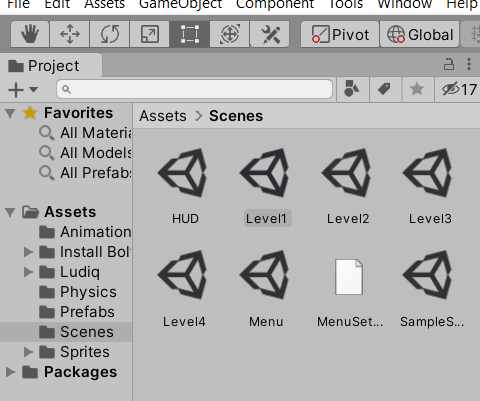 File Edit Assets GameObject Component Tools Window Help
Pivot Global
Project
17
Favorites
All Materia
All Models
All Prefabs
Assets
Animation
Install Bol
Ludiq
Physics
Prefabs
Scenes
Sprites
Packages
Assets > Scenes
HUD Level1 Level2 Level3
Level4 Menu MenuSet... SampleS...